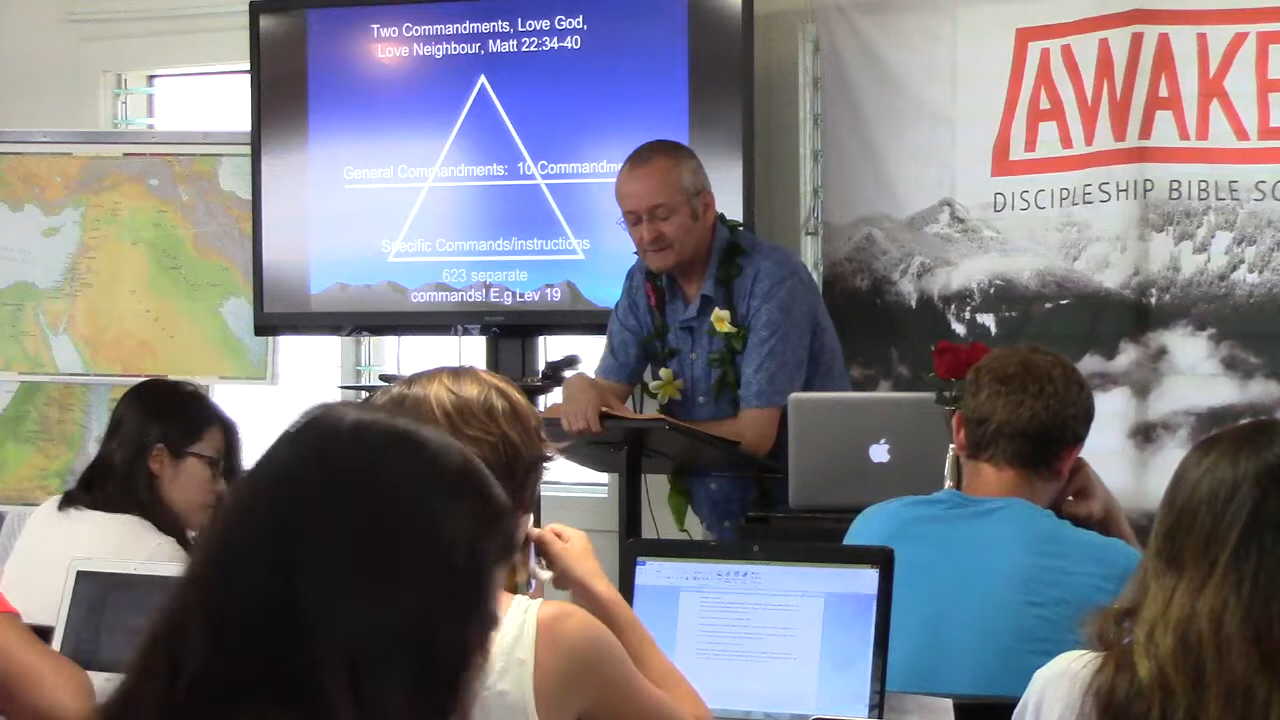 Two Commandments, Love God,
Love Neighbour, Matt 22:34-40
General Commandments: 10 Commandme
Specific Commands/instructions
623 separate
commands! E.g Lev 19
AWAKE
DISCIPLESHIP BIBLE SC